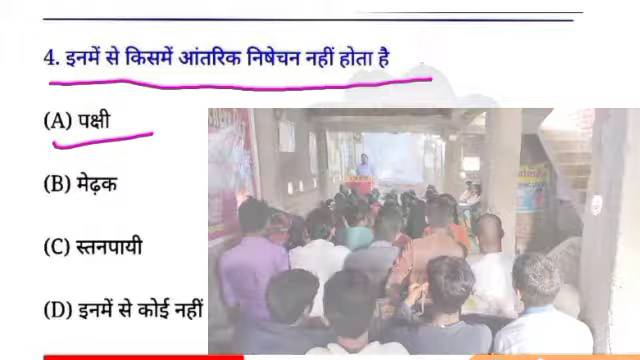 4. इनमें से किसमें आंतरिक निषेचन नहीं होता है
(A) पक्षी
(B) मेढ़क
(C) स्तनपायी
(D) इनमें से कोई नहीं